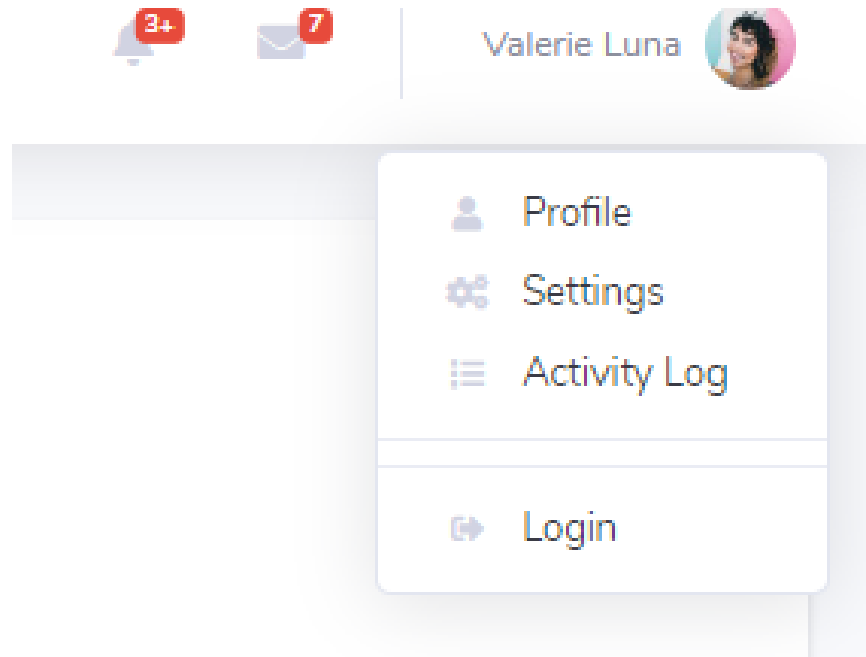 3+
7
Valerie Luna
Profile
Settings
Activity Log
Login